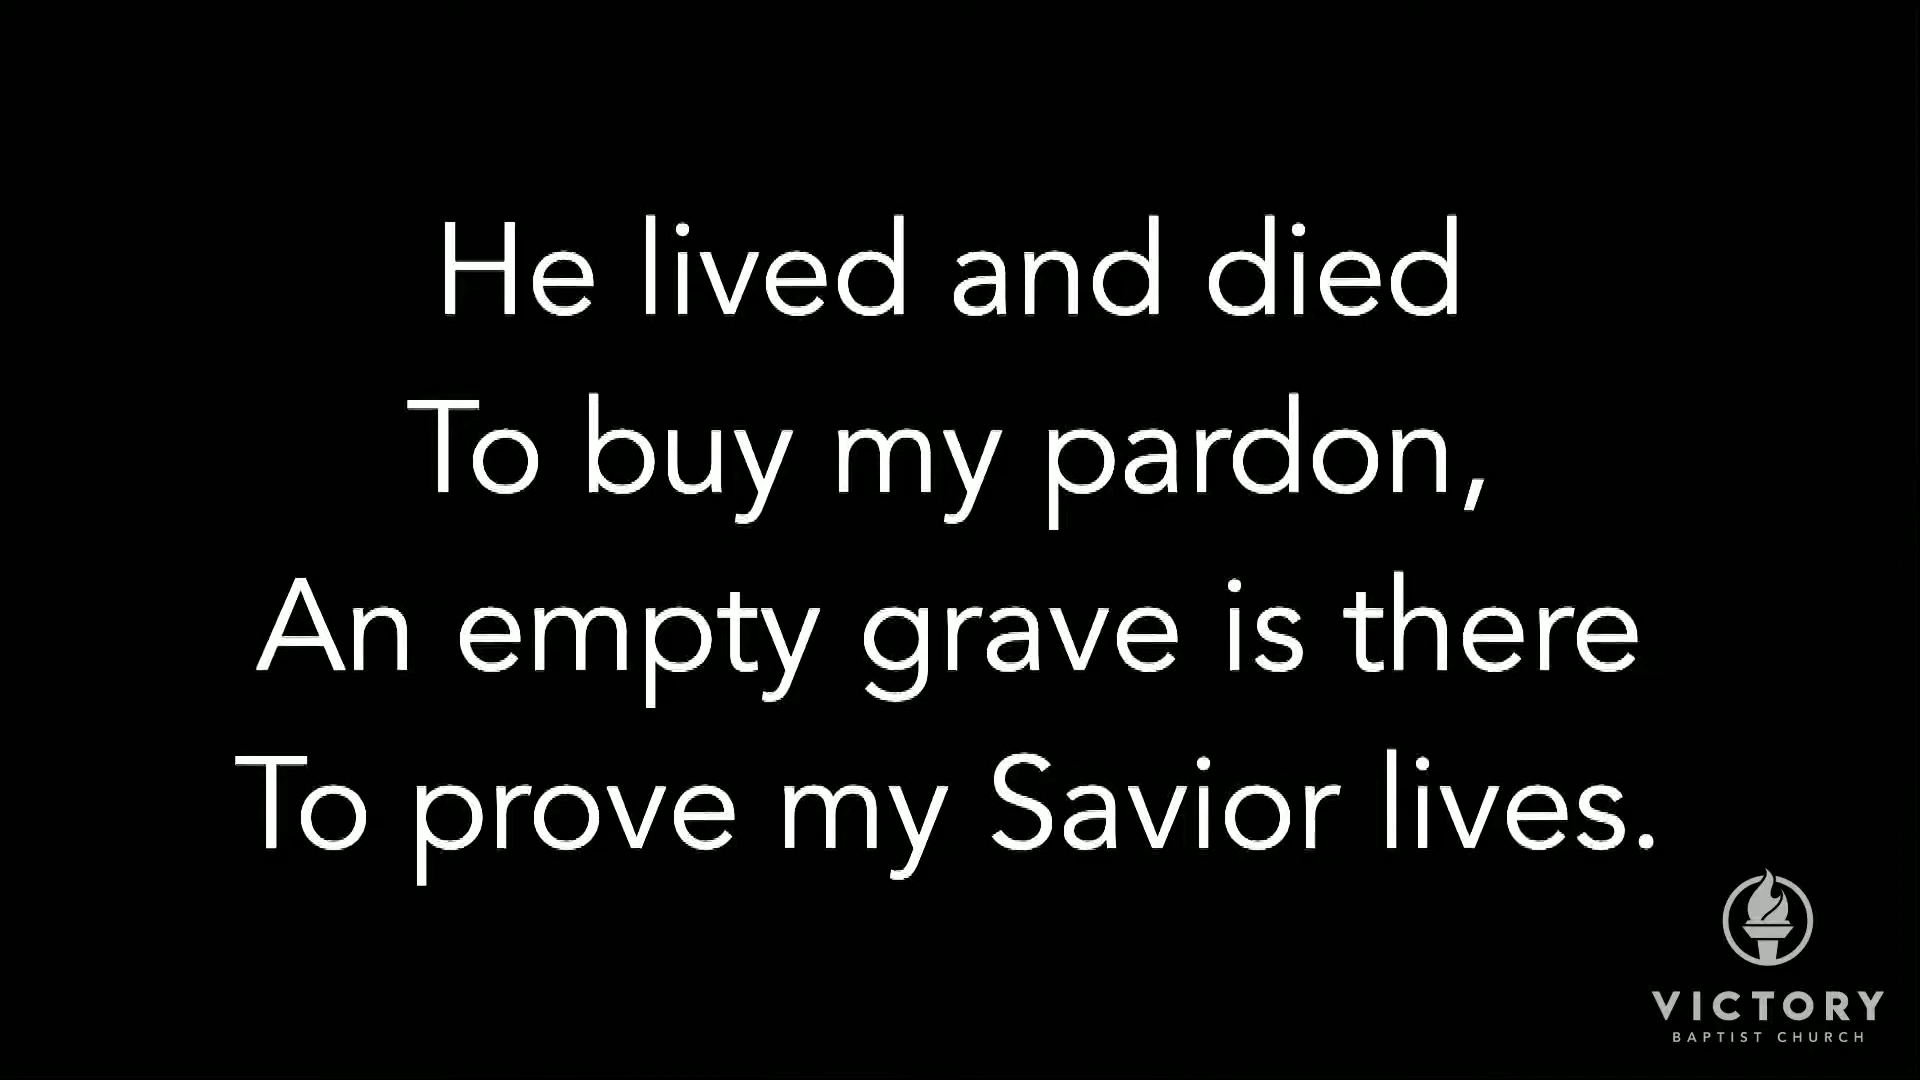 He lived and died
To buy my pardon,
An empty grave is there
To prove my Savior lives.
VICTORY
BAPTIST CHURCH